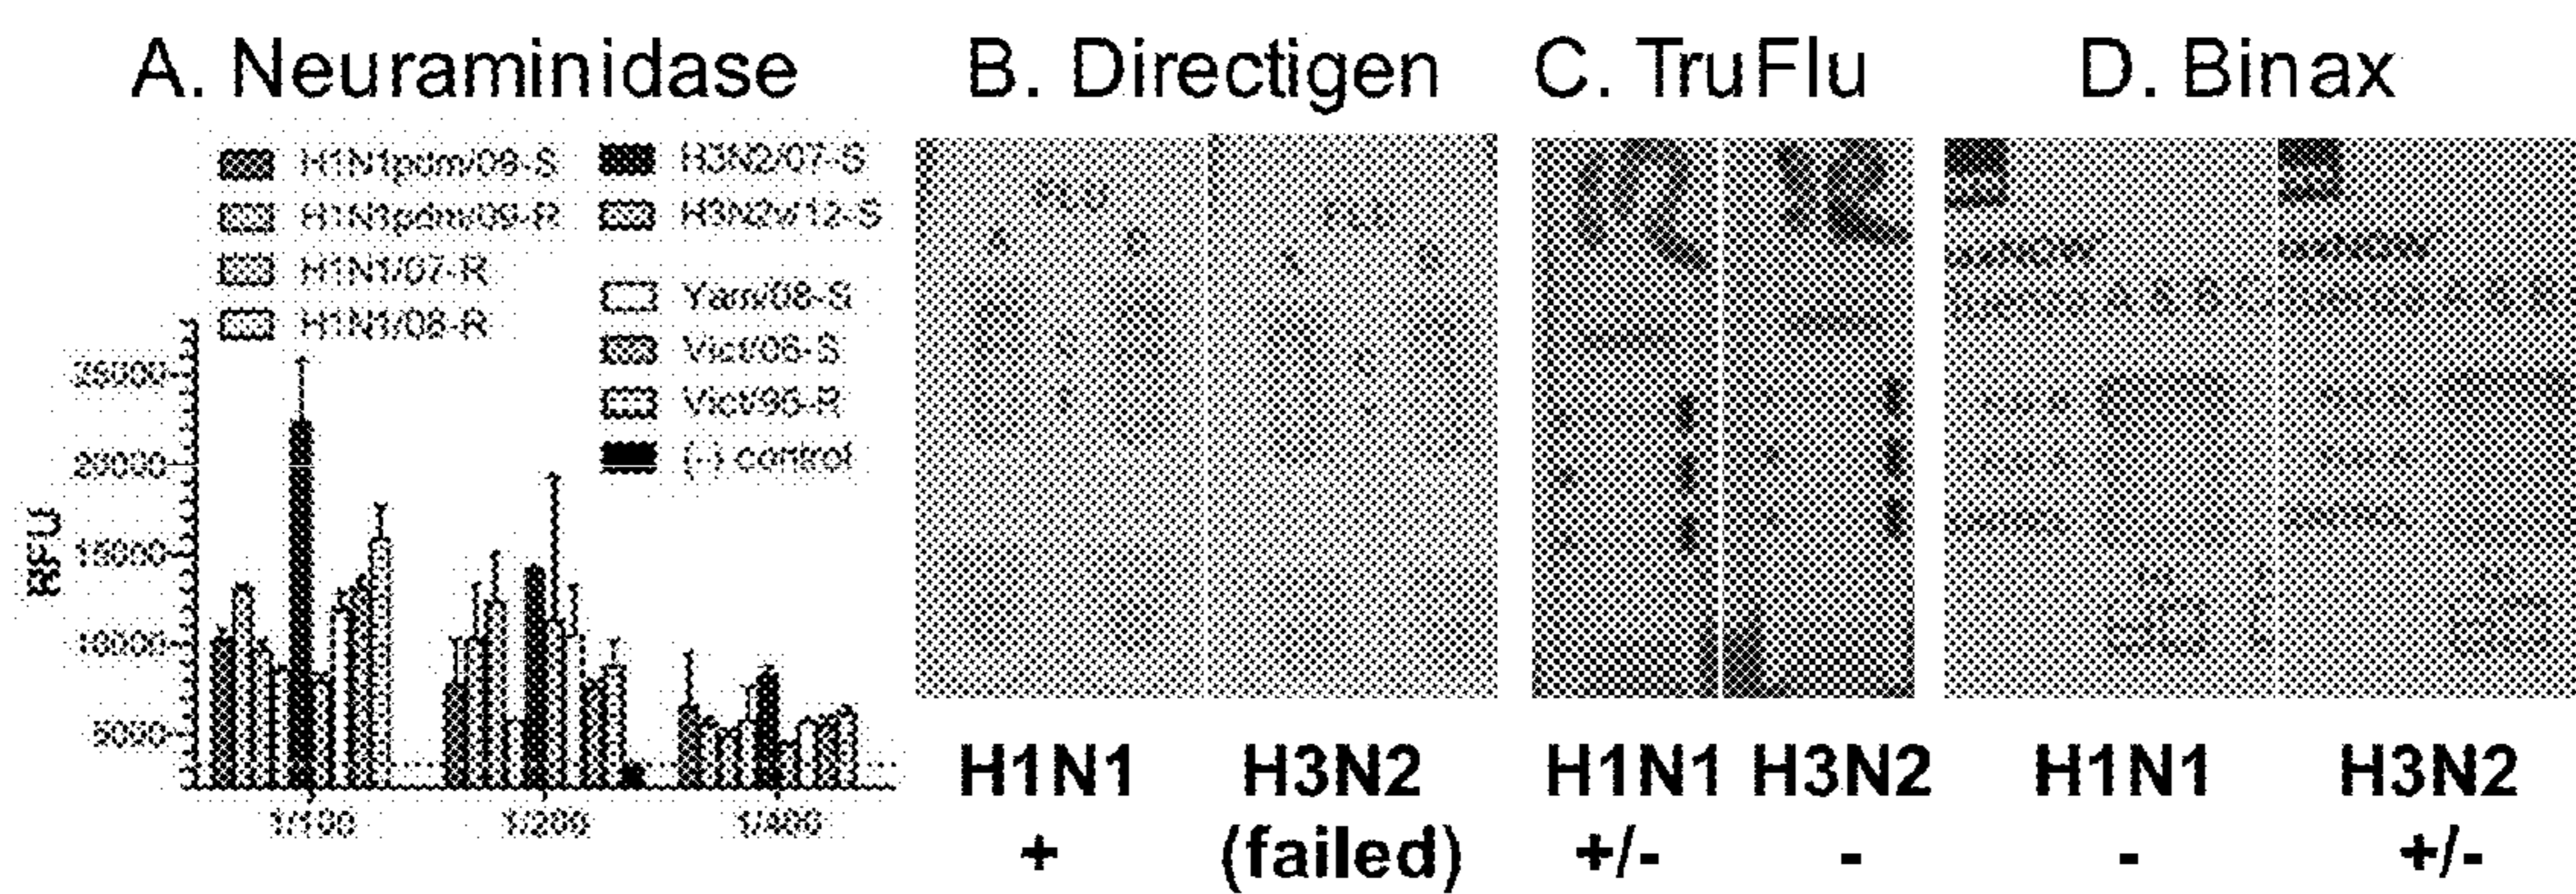 A. Neuraminidase
B. Directigen
C. TruFlu
D. Binax
H1N1pdm/09-S
H1N1pdm/09-R
H1N1/07-R
H1N1/08-R
H3N2/07-S
H3N2v/12-S
Yam/08-S
Vict/06-S
Vict/90-R
(-) control
RFU
25000
20000
15000
10000
5000
1/100
1/200
1/400
FLU
H1N1
+
H3N2
(failed)
H1N1
+/-
H3N2
-
H1N1
-
H3N2
+/-